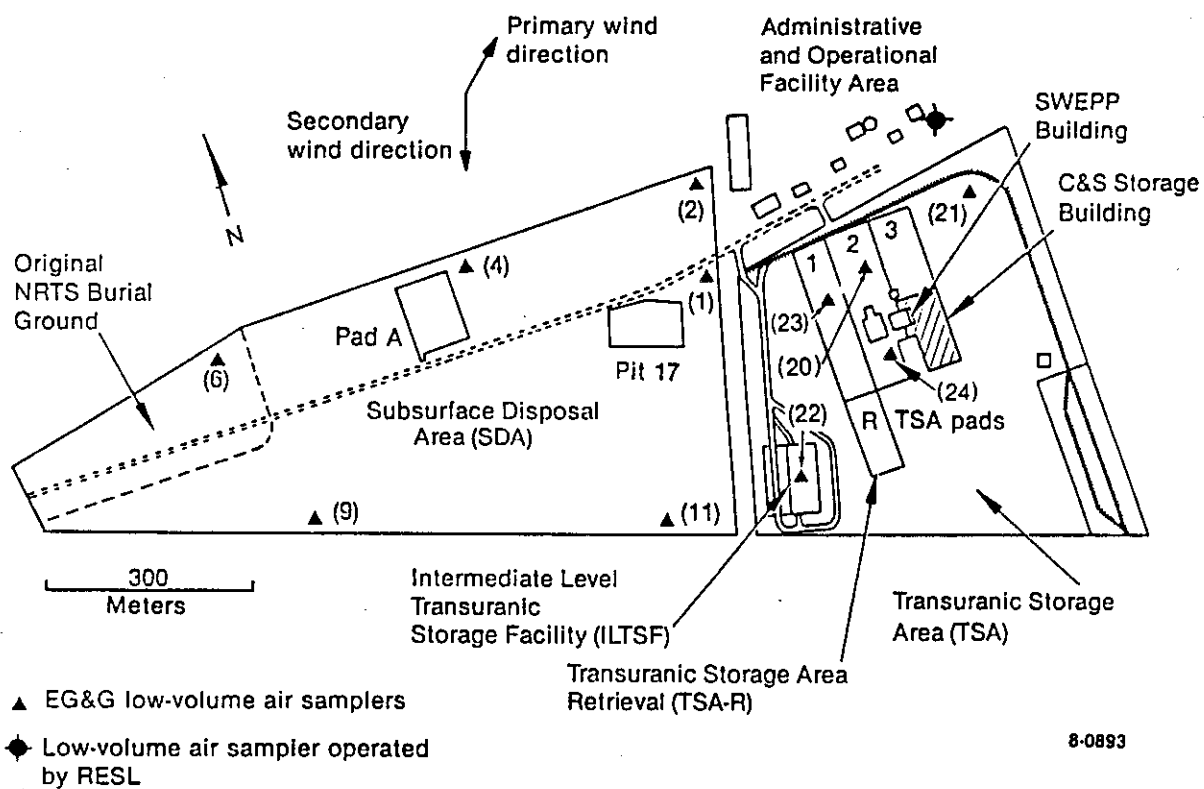 Primary wind
direction
Secondary
wind direction
Administrative
and Operational
Facility Area
SWEPP
Building
C&S Storage
Building
N
Original
NRTS Burial
Ground
(2)
(4)
Pad A
(6)
(1)
Pit 17
Subsurface Disposal
Area (SDA)
(9)
(11)
1
2
3
(21)
(23)
(20)
(24)
(22)
R
TSA pads
300
Meters
Intermediate Level
Transuranic
Storage Facility (ILTSF)
Transuranic Storage Area
Retrieval (TSA-R)
Transuranic Storage
Area (TSA)
EG&G low-volume air samplers
Low-volume air sampler operated
by RESL
8-0893